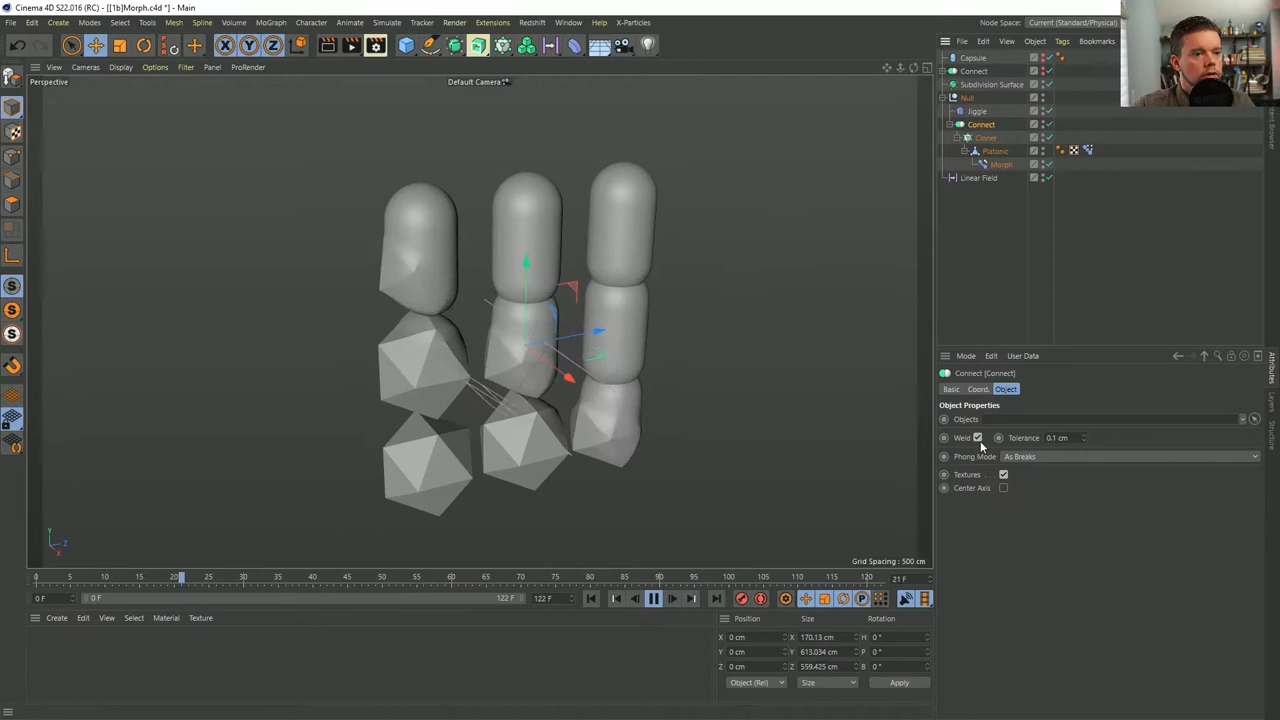 Cinema 4D S22.016 (RC) - [[1b]Morph.c4d *] - Main
File Edit Create Modes Select Tools Mesh Spline Volume MoGraph Character Animate Simulate Tracker Render Extensions Redshift Window Help X-Particles
Node Space: Current (Standard/Physical)
File Edit View Object Tags Bookmarks
View Cameras Display Options Filter Panel ProRender
Perspective
Default Camera
Capsule
Connect
Subdivision Surface
Null
Jiggle
Connect
Cloner
Platonic
Morph
Linear Field
Mode Edit User Data
Connect [Connect]
Basic Coord. Object
Object Properties
Objects
Weld Tolerance 0.1 cm
Phong Mode As Breaks
Textures . .
Center Axis
Attributes
Layers
Y
Z
X
Grid Spacing : 500 cm
0 5 10 15 20 25 30 35 40 45 50 55 60 65 70 75 80 85 90 95 100 105 110 115 120
21 F
0 F 0 F 122 F 122 F
Create Edit View Select Material Texture
Position Size Rotation
X 0 cm X 170.13 cm H 0 °
Y 0 cm Y 613.034 cm P 0 °
Z 0 cm Z 559.425 cm B 0 °
Object (Rel) Size Apply